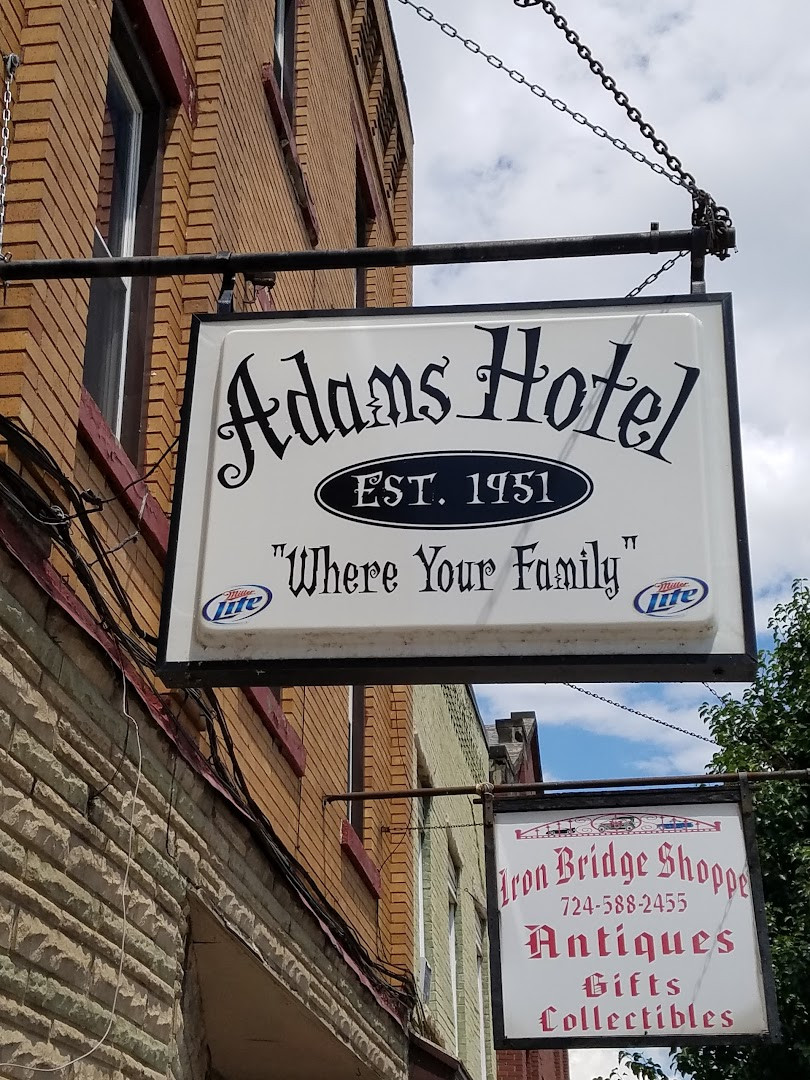 Adams Hotel
EST. 1951
"Where Your Family"
Miller Lite
Miller Lite
Iron Bridge Shoppe
724-588-2455
Antiques
Gifts
Collectibles